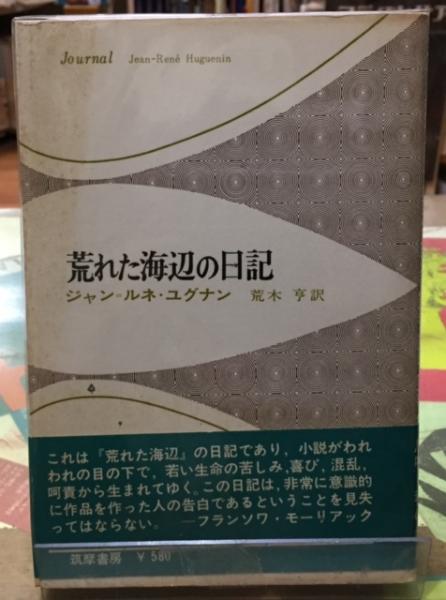 Journal Jean-René Huguenin
荒れた海辺の日記
ジャン=ルネ・ユグナン 荒木 亨訳
これは『荒れた海辺』の日記であり、小説がわれ
われの目の下で、若い生命の苦しみ、喜び、混乱、
呵責から生まれてゆく。この日記は、非常に意識的
に作品を作った人の告白であるということを見失
ってはならない。 ─フランソワ・モーリアック
筑摩書房 ¥580